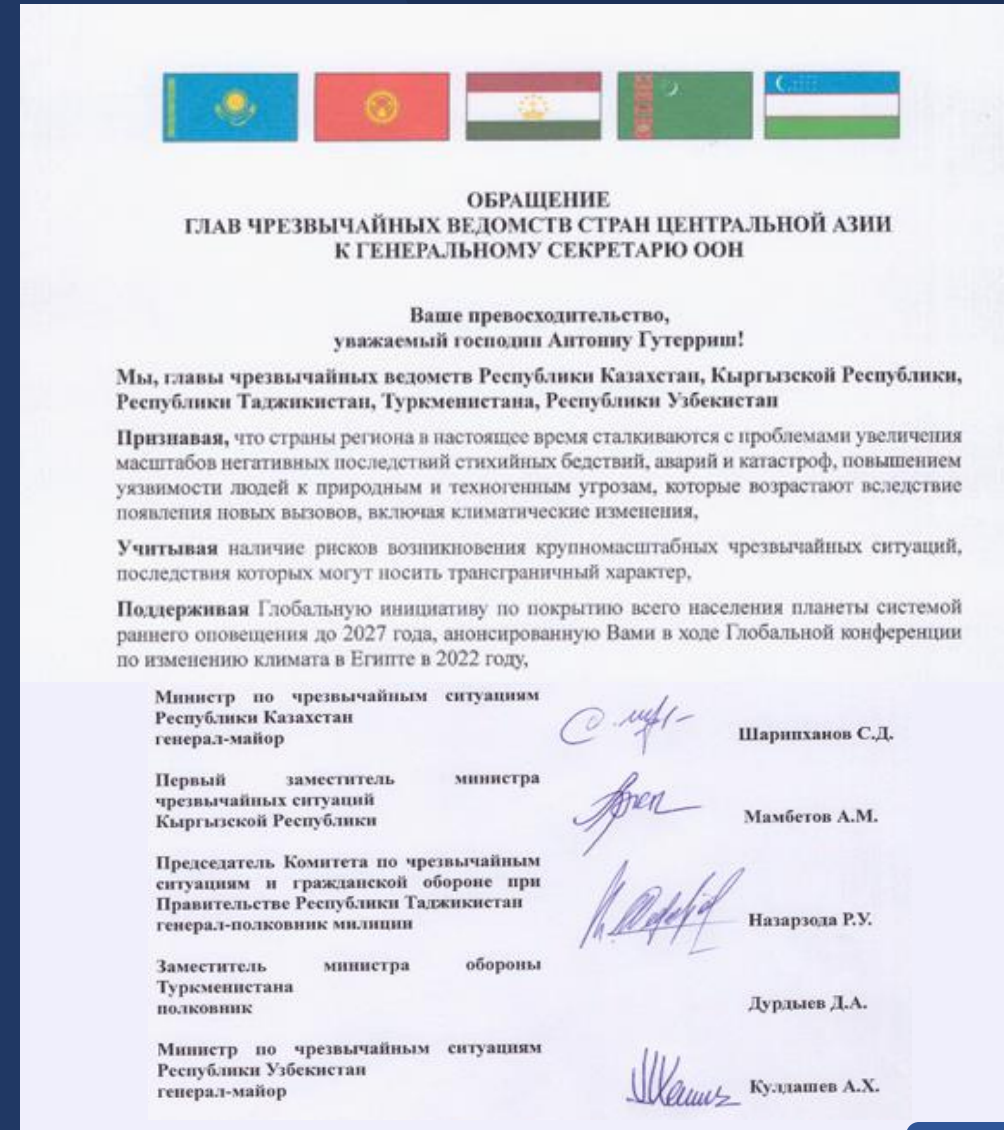 ОБРАЩЕНИЕ
ГЛАВ ЧРЕЗВЫЧАЙНЫХ ВЕДОМСТВ СТРАН ЦЕНТРАЛЬНОЙ АЗИИ
К ГЕНЕРАЛЬНОМУ СЕКРЕТАРЮ ООН
Ваше превосходительство,
уважаемый господин Антониу Гутерриш!
Мы, главы чрезвычайных ведомств Республики Казахстан, Кыргызской Республики,
Республики Таджикистан, Туркменистана, Республики Узбекистан
Признавая, что страны региона в настоящее время сталкиваются с проблемами увеличения
масштабов негативных последствий стихийных бедствий, аварий и катастроф, повышением
уязвимости людей к природным и техногенным угрозам, которые возрастают вследствие
появления новых вызовов, включая климатические изменения,
Учитывая наличие рисков возникновения крупномасштабных чрезвычайных ситуаций,
последствия которых могут носить трансграничный характер,
Поддерживая Глобальную инициативу по покрытию всего населения планеты системой
раннего оповещения до 2027 года, анонсированную Вами в ходе Глобальной конференции
по изменению климата в Египте в 2022 году,
Министр по чрезвычайным ситуациям
Республики Казахстан
генерал-майор
Шарипханов С.Д.
Первый заместитель министра
чрезвычайных ситуаций
Кыргызской Республики
Мамбетов А.М.
Председатель Комитета по чрезвычайным
ситуациям и гражданской обороне при
Правительстве Республики Таджикистан
генерал-полковник милиции
Назарзода Р.У.
Заместитель министра обороны
Туркменистана
полковник
Дурдыев Д.А.
Министр по чрезвычайным ситуациям
Республики Узбекистан
генерал-майор
Кулдашев А.Х.